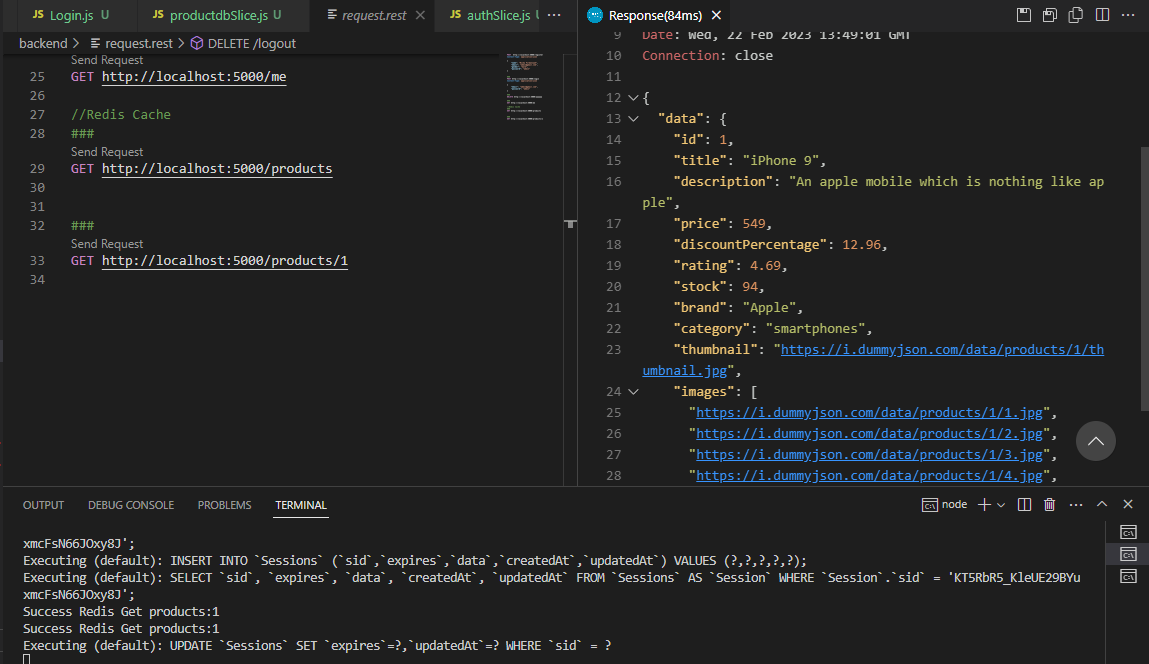 JS Login.js U
JS productdbSlice.js U
request.rest
JS authSlice.js
Response(84ms)
backend > request.rest > DELETE /logout
Send Request
25 GET http://localhost:5000/me
26
27 //Redis Cache
28 ###
Send Request
29 GET http://localhost:5000/products
30
31
32 ###
Send Request
33 GET http://localhost:5000/products/1
34
9 Date: Wed, 22 Feb 2023 13:49:01 GMT
10 Connection: close
11
12 {
13 "data": {
14 "id": 1,
15 "title": "iPhone 9",
16 "description": "An apple mobile which is nothing like ap
ple",
17 "price": 549,
18 "discountPercentage": 12.96,
19 "rating": 4.69,
20 "stock": 94,
21 "brand": "Apple",
22 "category": "smartphones",
23 "thumbnail": "https://i.dummyjson.com/data/products/1/th
umbnail.jpg",
24 "images": [
25 "https://i.dummyjson.com/data/products/1/1.jpg",
26 "https://i.dummyjson.com/data/products/1/2.jpg",
27 "https://i.dummyjson.com/data/products/1/3.jpg",
28 "https://i.dummyjson.com/data/products/1/4.jpg",
OUTPUT DEBUG CONSOLE PROBLEMS TERMINAL
node
xmcFsN66JOxy8J';
Executing (default): INSERT INTO `Sessions` (`sid`,`expires`,`data`,`createdAt`,`updatedAt`) VALUES (?,?,?,?,?);
Executing (default): SELECT `sid`, `expires`, `data`, `createdAt`, `updatedAt` FROM `Sessions` AS `Session` WHERE `Session`.`sid` = 'KT5RbR5_KleUE29BYu
xmcFsN66JOxy8J';
Success Redis Get products:1
Success Redis Get products:1
Executing (default): UPDATE `Sessions` SET `expires`=?,`updatedAt`=? WHERE `sid` = ?